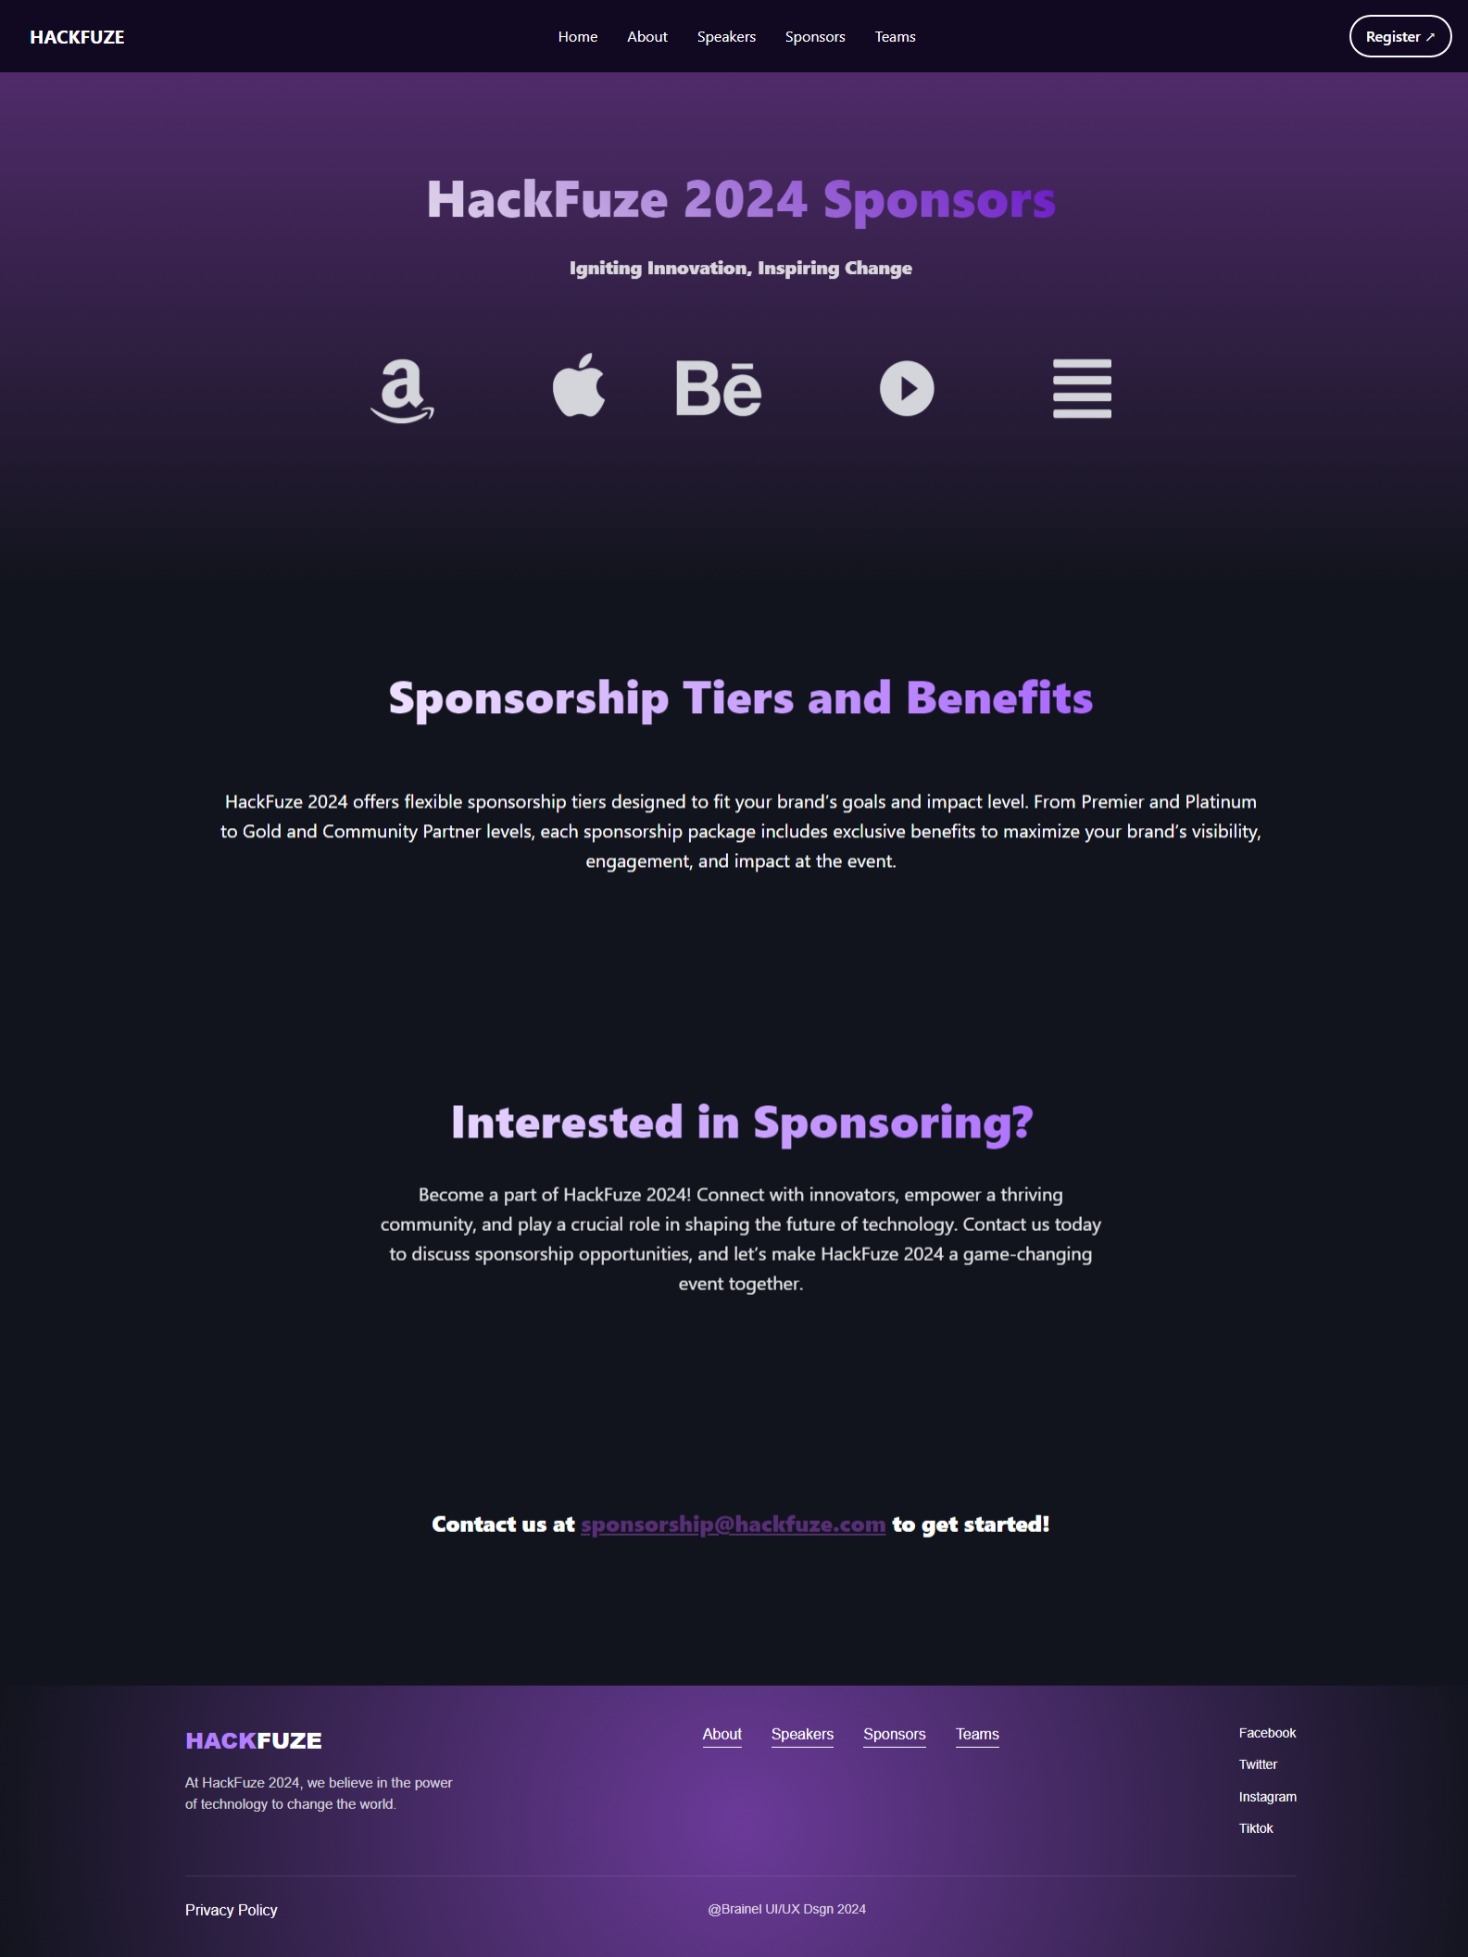 HACKFUZE
Home About Speakers Sponsors Teams
Register ↗
HackFuze 2024 Sponsors
Igniting Innovation, Inspiring Change
a
Bē
Sponsorship Tiers and Benefits
HackFuze 2024 offers flexible sponsorship tiers designed to fit your brand’s goals and impact level. From Premier and Platinum
to Gold and Community Partner levels, each sponsorship package includes exclusive benefits to maximize your brand’s visibility,
engagement, and impact at the event.
Interested in Sponsoring?
Become a part of HackFuze 2024! Connect with innovators, empower a thriving
community, and play a crucial role in shaping the future of technology. Contact us today
to discuss sponsorship opportunities, and let’s make HackFuze 2024 a game-changing
event together.
Contact us at sponsorship@hackfuze.com to get started!
HACKFUZE
At HackFuze 2024, we believe in the power
of technology to change the world.
About Speakers Sponsors Teams
Facebook
Twitter
Instagram
Tiktok
Privacy Policy
@Brainel UI/UX Dsgn 2024